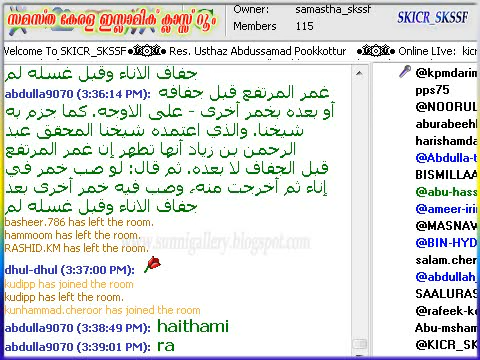 സമസ്ത കേരള ഇസ്ലാമിക് ക്ലാസ്സ് റൂം
Owner: samastha_skssf
Members 115
SKICR_SKSSF
Welcome To SKICR_SKSSF Res. Usthaz Abdussamad Pookkottur Online LIve: kicr
جفاف الاناء وقبل غسله لم
abdulla9070 (3:36:14 PM): غمر المرتفع قبل جفافه
أو بعده بخمر أخرى - على الاوجه. كما جزم به
شيخنا. والذي اعتمده شيخنا المحقق عبد
الرحمن بن زياد أنها تطهر إن غمر المرتفع
قبل الجفاف لا بعده. ثم قال: لو صب خمر في
إناء ثم أخرجت منه، وصب فيه خمر أخرى بعد
جفاف الاناء وقبل غسله لم
basheer.786 has left the room.
hammoom has left the room.
RASHID.KM has left the room.
www.sunnigallery.blogspot.com
dhul-dhul (3:37:00 PM):
kudipp has joined the room
kudipp has left the room.
kunhammad.cheroor has joined the room
abdulla9070 (3:38:49 PM): haithami
abdulla9070 (3:39:01 PM): ra
@kpmdarim
pps75
@NOORUL
aburabeeh
harishamda
@Abdulla-t
BISMILLAA
@abu-hass
@ameer-irin
@MASNAV
@BIN-HYD
salam.cher
@abdullah_
SAALURAS
@rafeek-k
Abu-msham
@KICR_SK